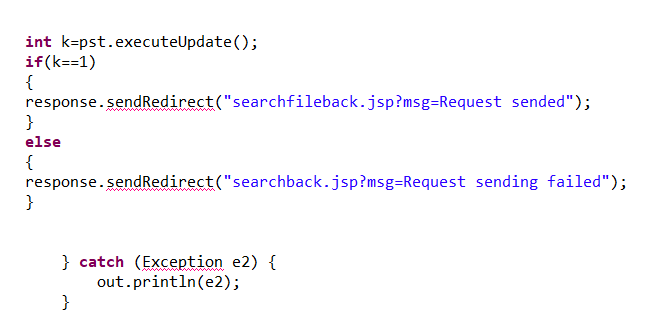 int k=pst.executeUpdate();
if(k==1)
{
response.sendRedirect("searchfileback.jsp?msg=Request sended");
}
else
{
response.sendRedirect("searchback.jsp?msg=Request sending failed");
}
} catch (Exception e2) {
out.println(e2);
}